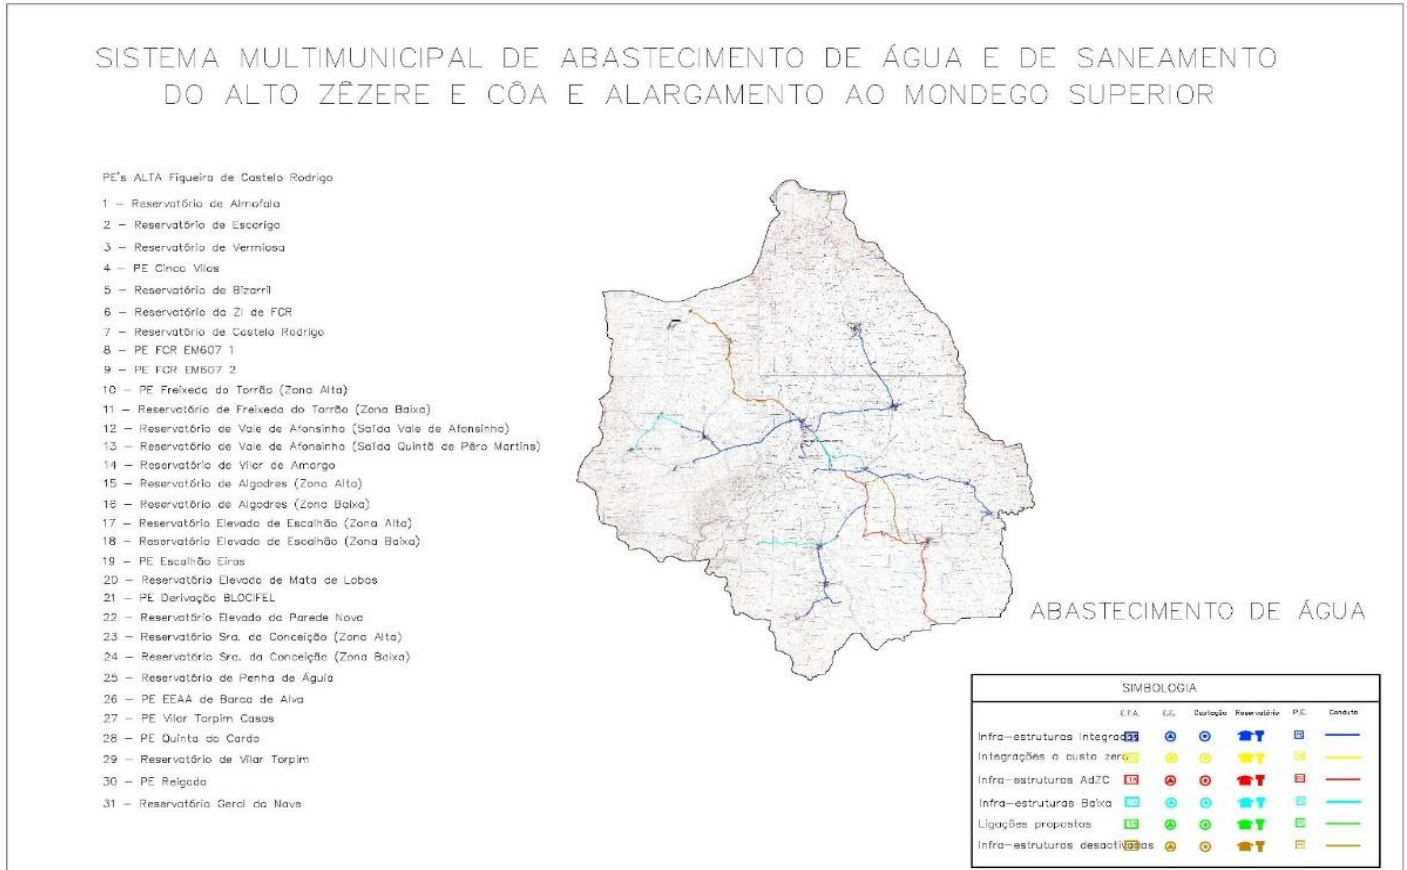 SISTEMA MULTIMUNICIPAL DE ABASTECIMENTO DE ÁGUA E DE SANEAMENTO
DO ALTO ZÊZERE E CÔA E ALARGAMENTO AO MONDEGO SUPERIOR
PE's ALTA Figueira de Castelo Rodrigo
1 – Reservatório de Almofala
2 – Reservatório de Escarigo
3 – Reservatório de Vermiosa
4 – PE Cinco Vilas
5 – Reservatório de Bizarril
6 – Reservatório da ZI de FCR
7 – Reservatório de Castelo Rodrigo
8 – PE FCR EM607 1
9 – PE FCR EM607 2
10 – PE Freixeda do Torrão (Zona Alta)
11 – Reservatório de Freixeda do Torrão (Zona Baixa)
12 – Reservatório de Vale de Afonsinho (Saída Vale de Afonsinho)
13 – Reservatório de Vale de Afonsinho (Saída Quintã de Pêro Martins)
14 – Reservatório de Vilar de Amargo
15 – Reservatório de Algodres (Zona Alta)
16 – Reservatório de Algodres (Zona Baixa)
17 – Reservatório Elevado de Escalhão (Zona Alta)
18 – Reservatório Elevado de Escalhão (Zona Baixa)
19 – PE Escalhão Eiras
20 – Reservatório Elevado de Mata de Lobos
21 – PE Derivação BLOCIFEL
22 – Reservatório Elevado da Parede Nova
23 – Reservatório Sra. da Conceição (Zona Alta)
24 – Reservatório Sra. da Conceição (Zona Baixa)
25 – Reservatório de Penha de Águia
26 – PE EEAA de Barca de Alva
27 – PE Vilar Torpim Casas
28 – PE Quinta do Cardo
29 – Reservatório de Vilar Torpim
30 – PE Reigada
31 – Reservatório Geral da Nave
ABASTECIMENTO DE ÁGUA
SIMBOLOGIA
E.T.A. E.E. Captação Reservatório P.E. Conduta
Infra-estruturas Integradas
Integrações a custo zero
Infra-estruturas AdZC
Infra-estruturas Baixa
Ligações propostas
Infra-estruturas desactivadas